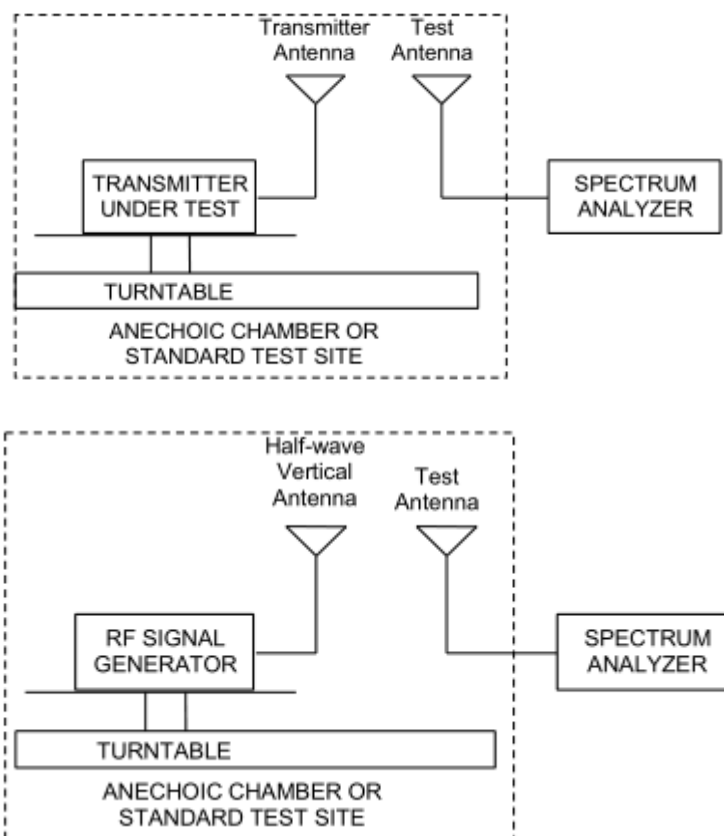 Transmitter
Antenna
Test
Antenna
TRANSMITTER
UNDER TEST
SPECTRUM
ANALYZER
TURNTABLE
ANECHOIC CHAMBER OR
STANDARD TEST SITE
Half-wave
Vertical
Antenna
Test
Antenna
RF SIGNAL
GENERATOR
SPECTRUM
ANALYZER
TURNTABLE
ANECHOIC CHAMBER OR
STANDARD TEST SITE